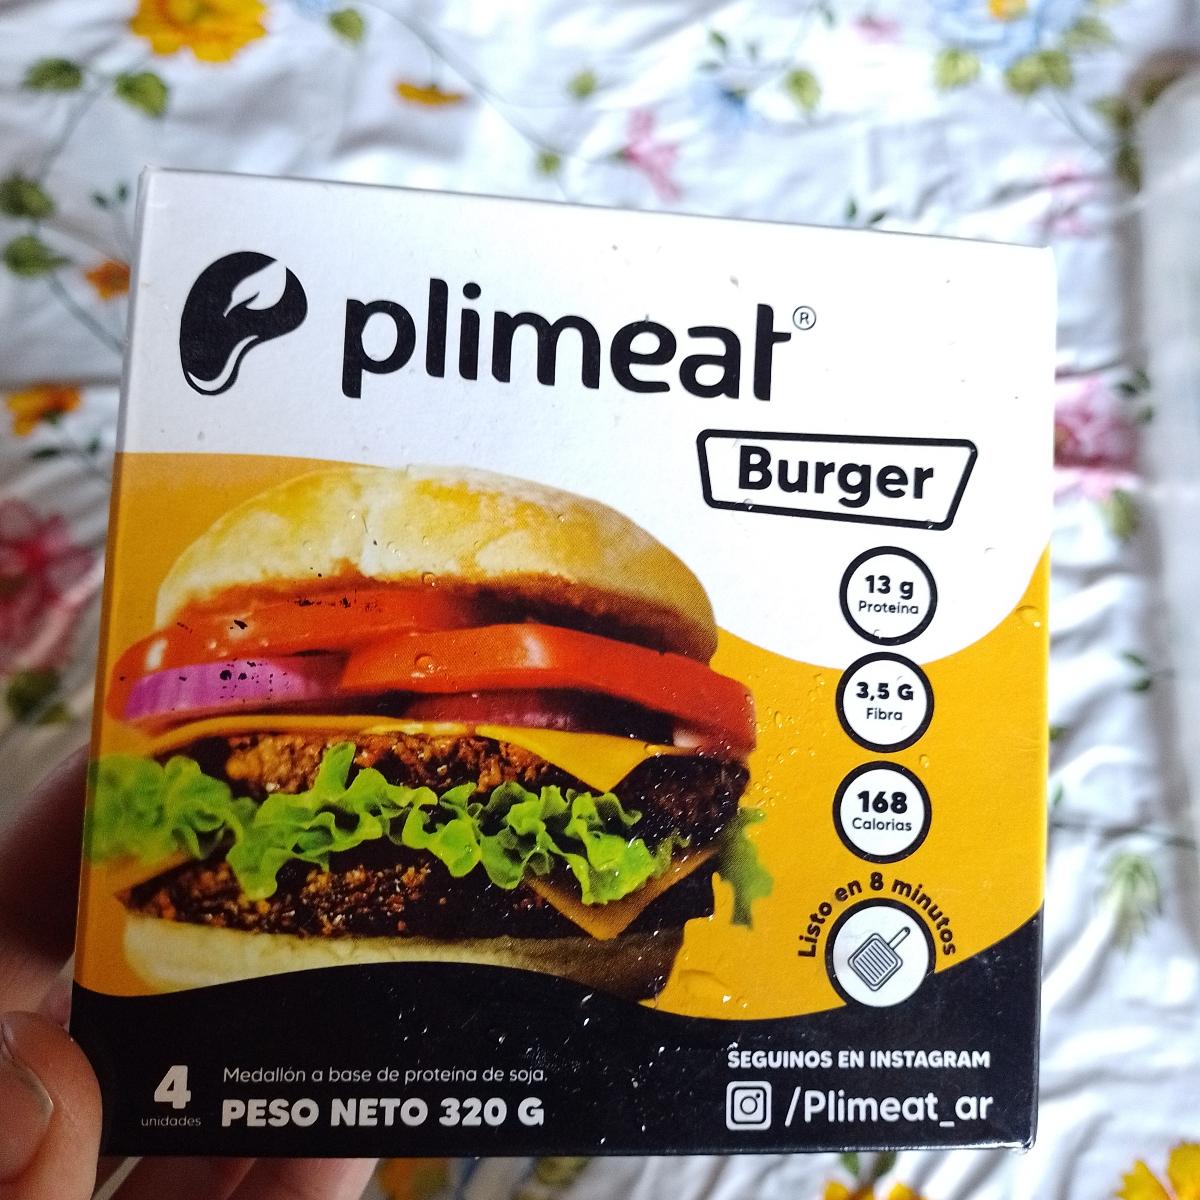 plimeat®
Burger
13 g
Proteína
3,5 G
Fibra
168
Calorías
Listo en 8 minutos
4
unidades
Medallón a base de proteína de soja.
PESO NETO 320 G
SEGUINOS EN INSTAGRAM
/Plimeat_ar